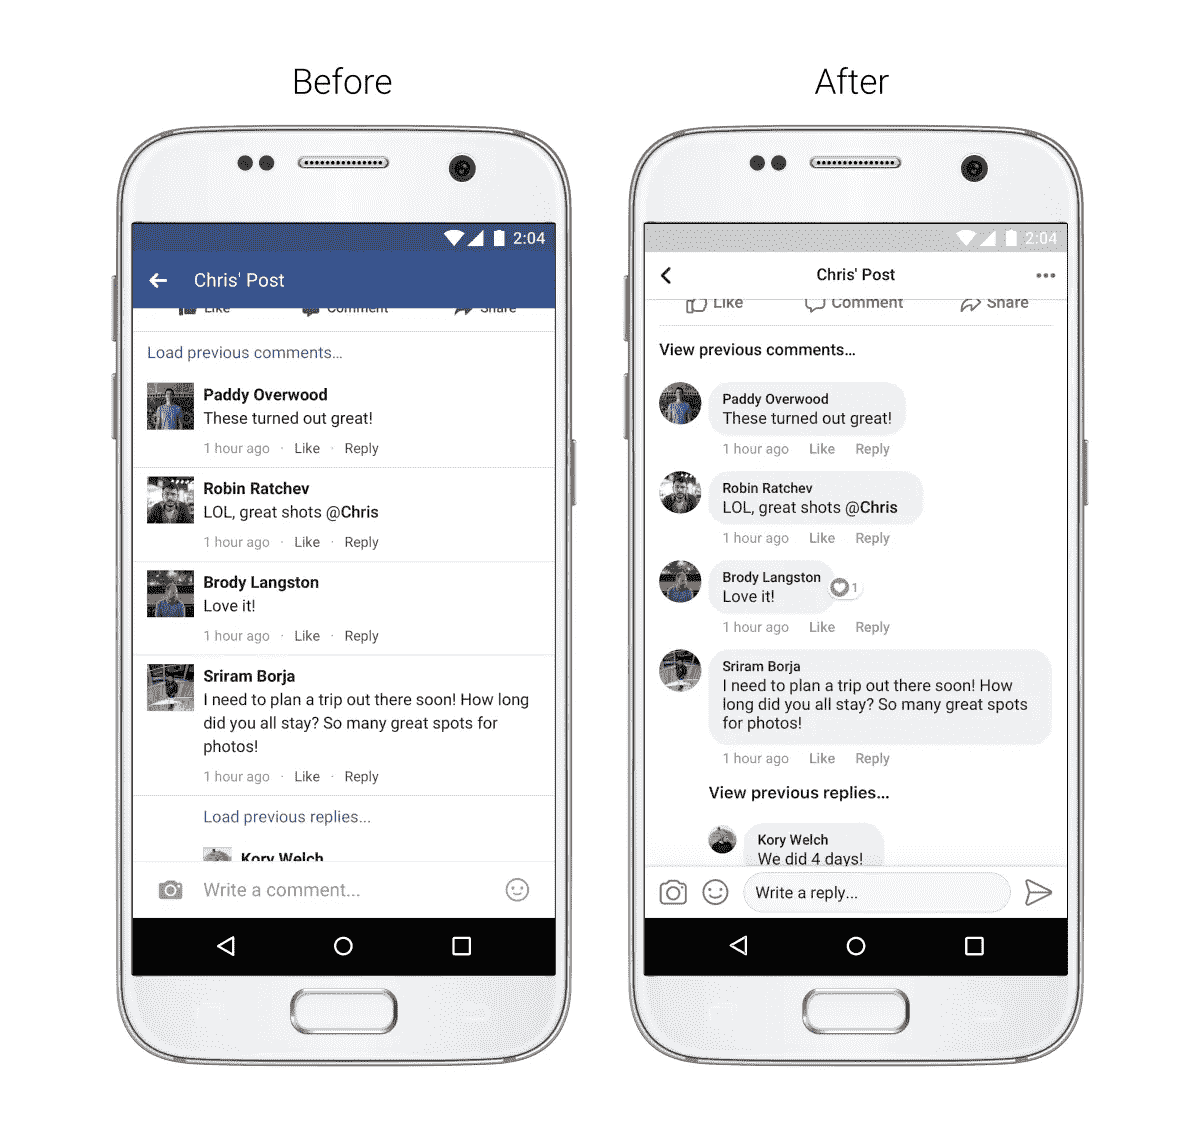 Before
2:04
Chris' Post
Like Comment Share
Load previous comments...
Paddy Overwood
These turned out great!
1 hour ago · Like · Reply
Robin Ratchev
LOL, great shots @Chris
1 hour ago · Like · Reply
Brody Langston
Love it!
1 hour ago · Like · Reply
Sriram Borja
I need to plan a trip out there soon! How long
did you all stay? So many great spots for
photos!
1 hour ago · Like · Reply
Load previous replies...
Kory Welch
Write a comment...
After
2:04
Chris' Post
Like Comment Share
View previous comments...
Paddy Overwood
These turned out great!
1 hour ago Like Reply
Robin Ratchev
LOL, great shots @Chris
1 hour ago Like Reply
Brody Langston
Love it!
1
1 hour ago Like Reply
Sriram Borja
I need to plan a trip out there soon! How
long did you all stay? So many great spots
for photos!
1 hour ago Like Reply
View previous replies...
Kory Welch
We did 4 days!
Write a reply...